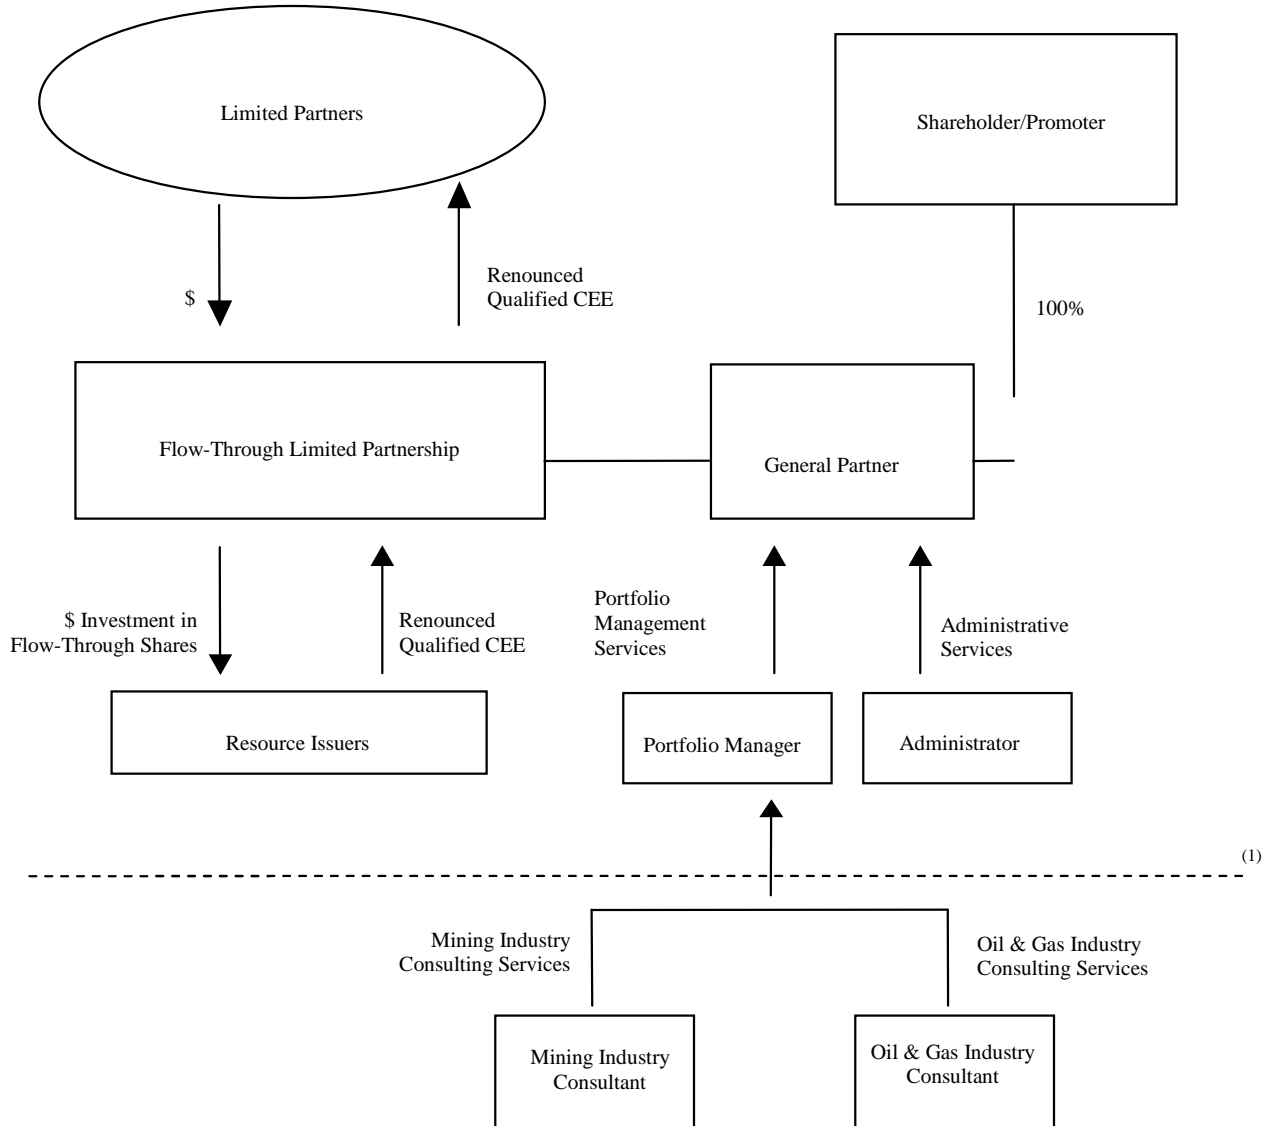 Limited Partners
Shareholder/Promoter
$
Renounced
Qualified CEE
100%
Flow-Through Limited Partnership
General Partner
$ Investment in
Flow-Through Shares
Renounced
Qualified CEE
Portfolio
Management
Services
Administrative
Services
Resource Issuers
Portfolio Manager
Administrator
(1)
Mining Industry
Consulting Services
Oil & Gas Industry
Consulting Services
Mining Industry
Consultant
Oil & Gas Industry
Consultant